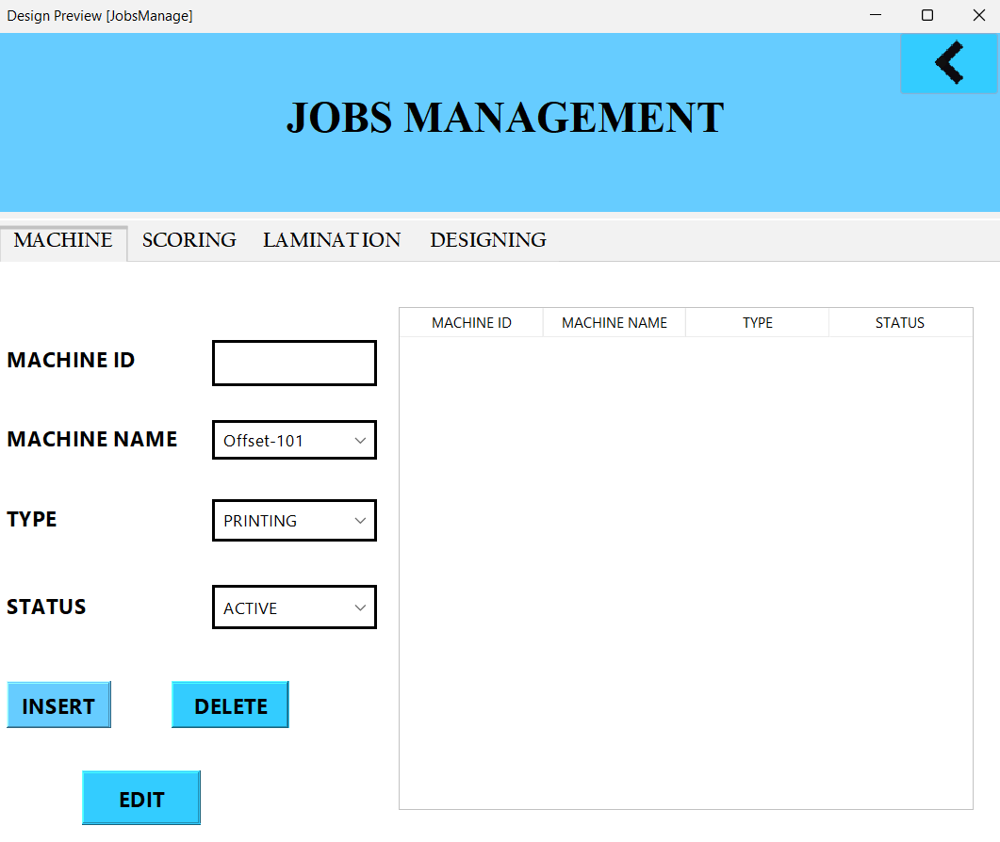 Design Preview [JobsManage]
JOBS MANAGEMENT
MACHINE SCORING LAMINATION DESIGNING
MACHINE ID MACHINE NAME TYPE STATUS
MACHINE ID
MACHINE NAME Offset-101
TYPE PRINTING
STATUS ACTIVE
INSERT DELETE
EDIT